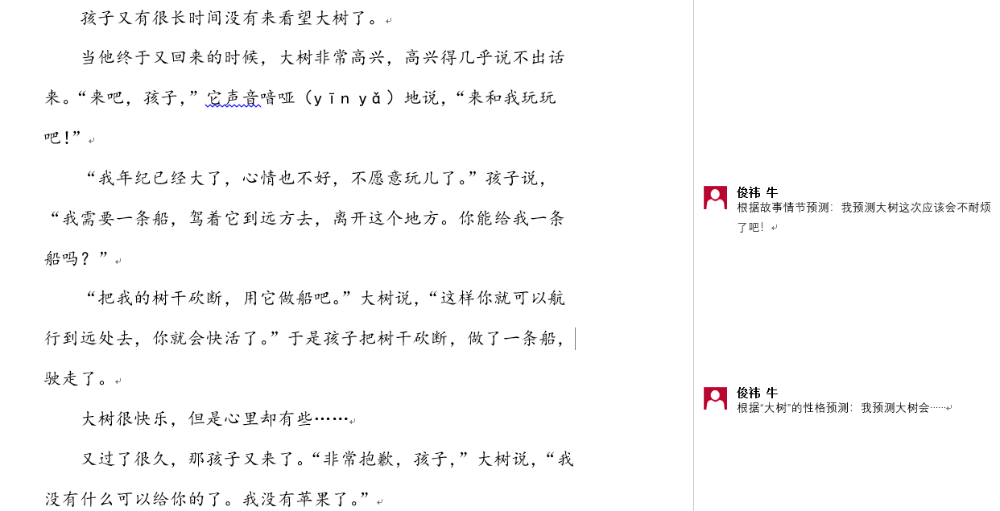 孩子又有很长时间没有来看望大树了。
当他终于又回来的时候，大树非常高兴，高兴得几乎说不出话
来。“来吧，孩子，”它声音喑哑（yīn yǎ）地说，“来和我玩玩
吧！”
“我年纪已经大了，心情也不好，不愿意玩儿了。”孩子说，
“我需要一条船，驾着它到远方去，离开这个地方。你能给我一条
船吗？”
“把我的树干砍断，用它做船吧。”大树说，“这样你就可以航
行到远处去，你就会快活了。”于是孩子把树干砍断，做了一条船，
驶走了。
大树很快乐，但是心里却有些……
又过了很久，那孩子又来了。“非常抱歉，孩子，”大树说，“我
没有什么可以给你的了。我没有苹果了。”
俊祎 牛
根据故事情节预测：我预测大树这次应该会不耐烦
了吧！
俊祎 牛
根据“大树”的性格预测：我预测大树会……